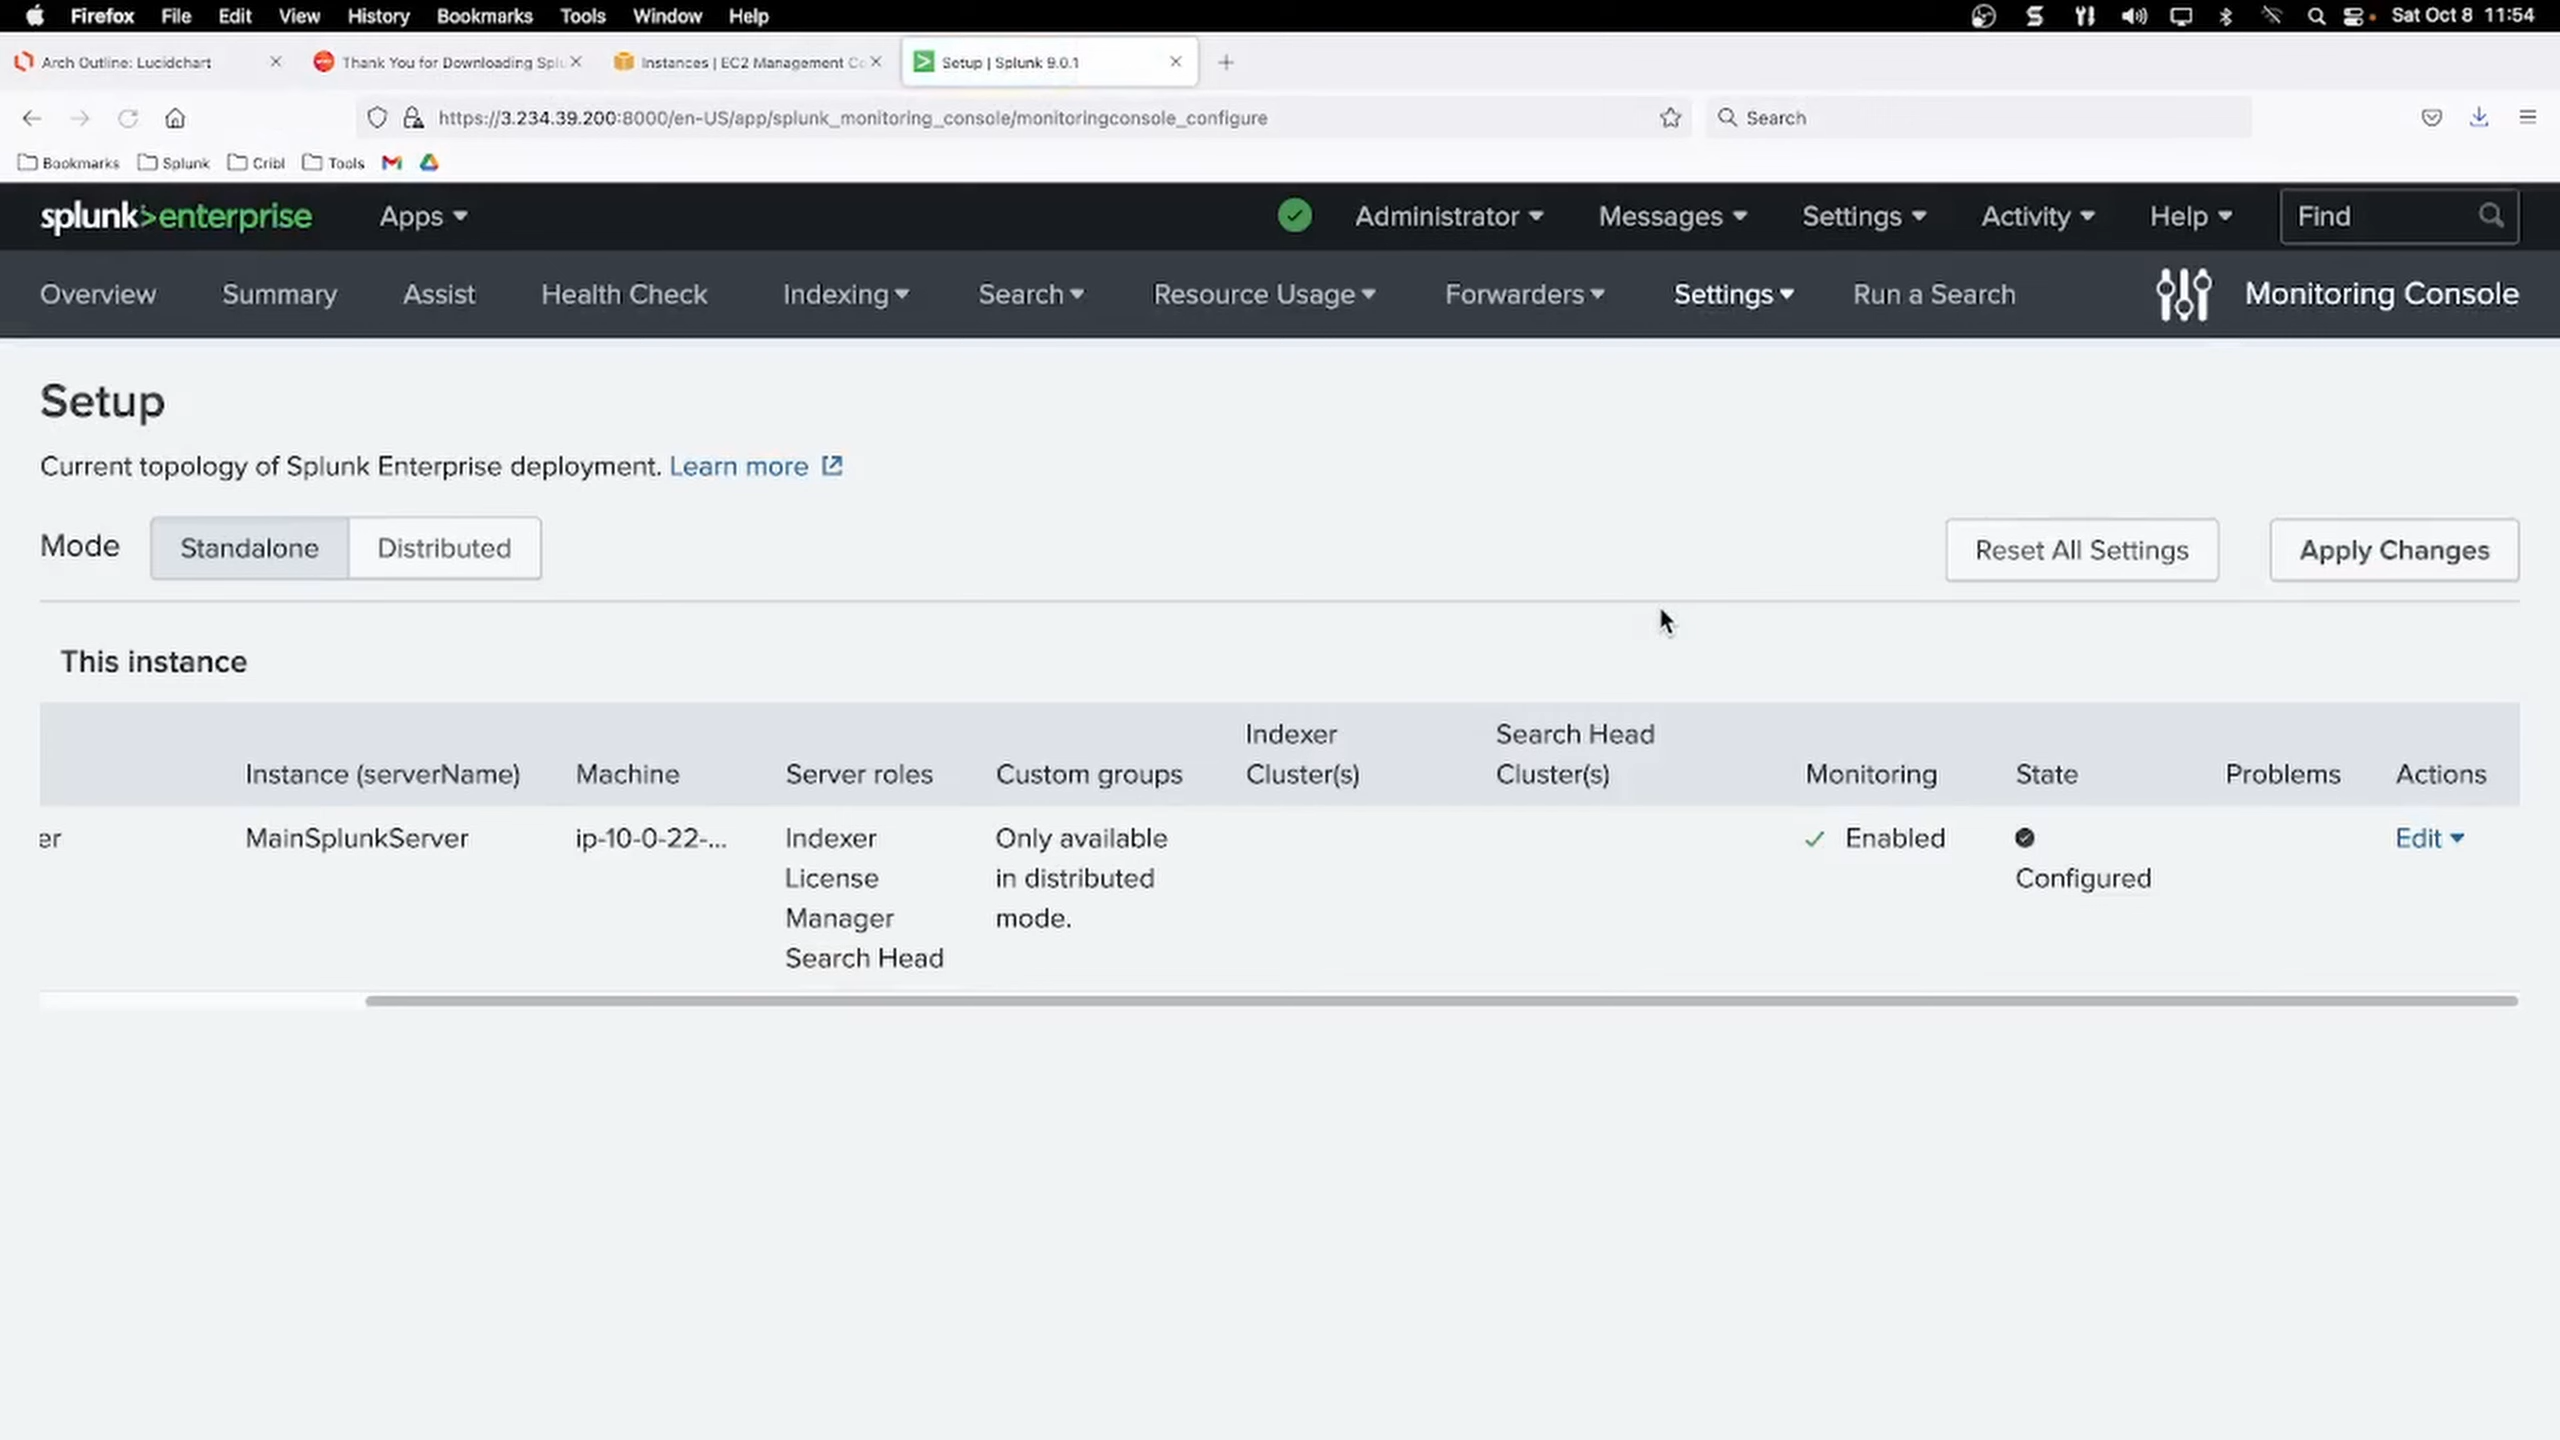 Firefox File Edit View History Bookmarks Tools Window Help Sat Oct 8 11:54
Arch Outline: Lucidchart Thank You for Downloading Splu Instances | EC2 Management Co Setup | Splunk 9.0.1
https://3.234.39.200:8000/en-US/app/splunk_monitoring_console/monitoringconsole_configure Search
Bookmarks Splunk Cribl Tools
splunk>enterprise Apps Administrator Messages Settings Activity Help Find
Overview Summary Assist Health Check Indexing Search Resource Usage Forwarders Settings Run a Search Monitoring Console
Setup
Current topology of Splunk Enterprise deployment. Learn more
Mode Standalone Distributed Reset All Settings Apply Changes
This instance
Indexer Search Head
Instance (serverName) Machine Server roles Custom groups Cluster(s) Cluster(s) Monitoring State Problems Actions
er MainSplunkServer ip-10-0-22-... Indexer Only available Enabled Edit
License in distributed Configured
Manager mode.
Search Head